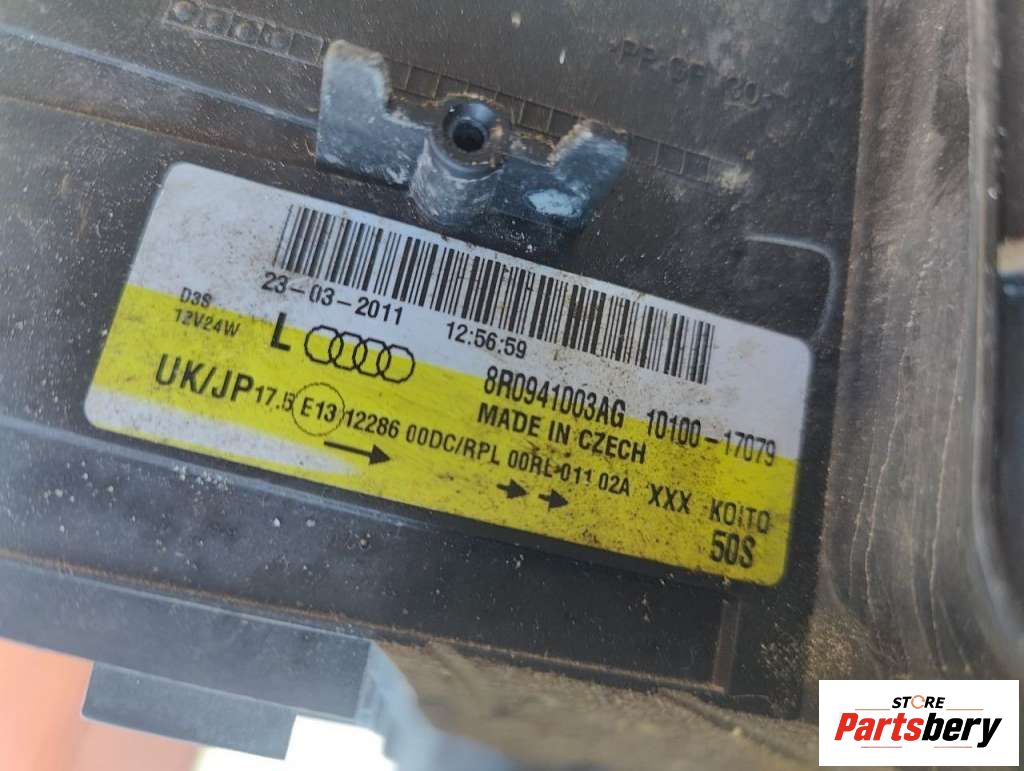 23-03-2011 12:56:59
D3S
12V24W
L
8R0941003AG 10100-17079
MADE IN CZECH
UK/JP 17.5 E13 12286 00DC/RPL 00RL-011 02A XXX KOITO
50S
STORE
Partsbery